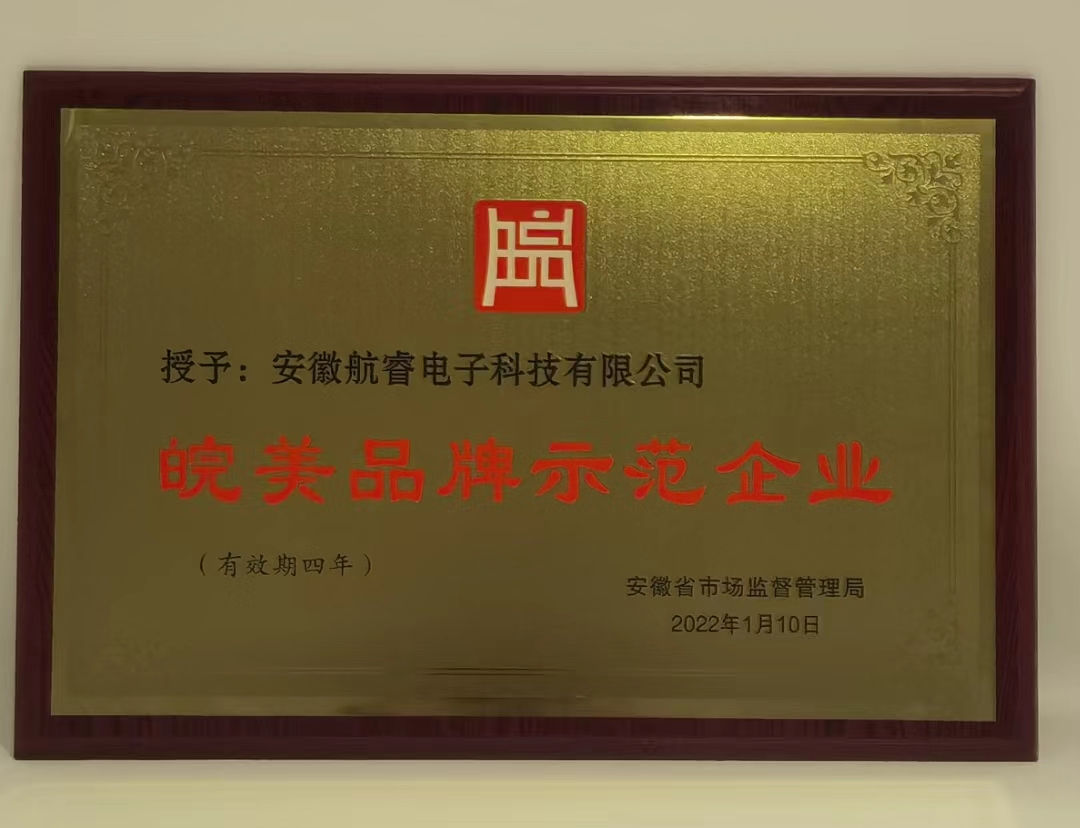 皖
授予：安徽航睿电子科技有限公司
皖美品牌示范企业
（有效期四年）
安徽省市场监督管理局
2022年1月10日